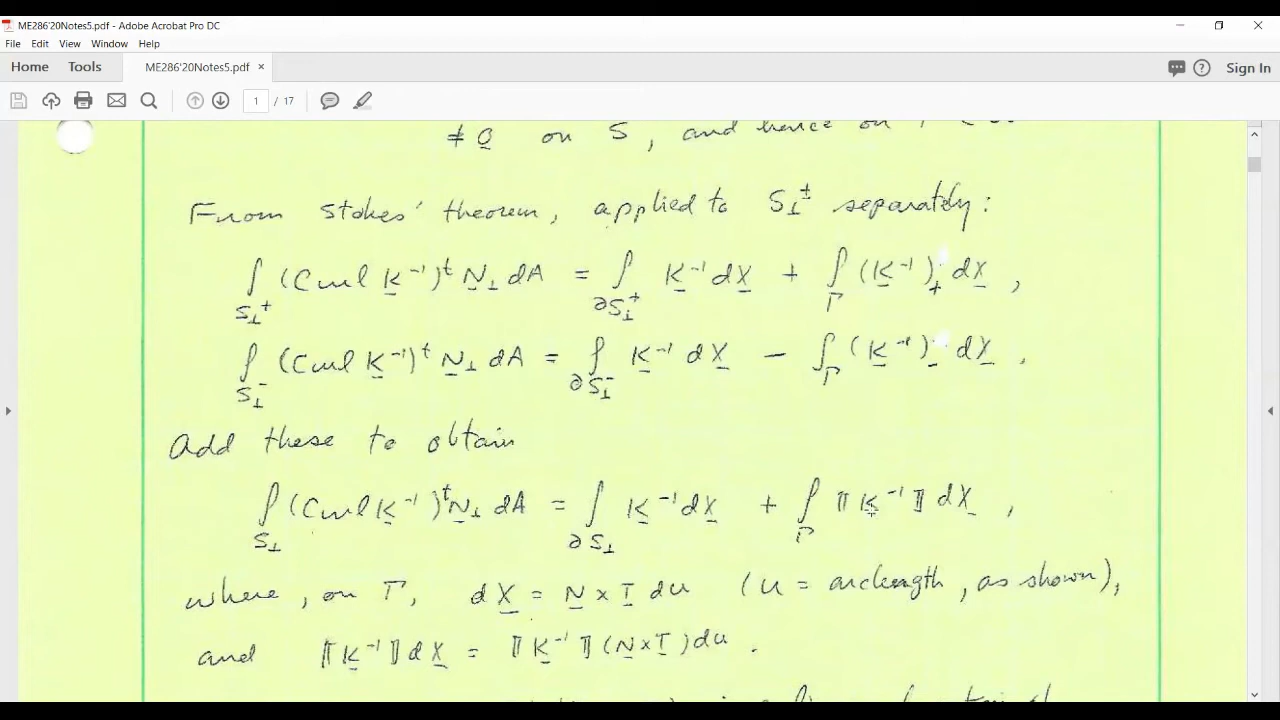 ME286'20Notes5.pdf - Adobe Acrobat Pro DC
File Edit View Window Help
Home Tools ME286'20Notes5.pdf × Sign In
1 / 17
≠ 0 on S, and hence on
From Stokes' theorem, applied to S⊥± separately:
∫_{S⊥+} (Curl K⁻¹)ᵗ N⊥ dA = ∫_{∂S⊥+} K⁻¹ dX + ∫_Γ (K⁻¹)₊ dX ,
∫_{S⊥-} (Curl K⁻¹)ᵗ N⊥ dA = ∫_{∂S⊥-} K⁻¹ dX − ∫_Γ (K⁻¹)₋ dX .
Add these to obtain
∫_{S⊥} (Curl K⁻¹)ᵗ N⊥ dA = ∫_{∂S⊥} K⁻¹ dX + ∫_Γ ⟦K⁻¹⟧ dX ,
where, on Γ, dX = N × T du (u = arclength, as shown),
and ⟦K⁻¹⟧ dX = ⟦K⁻¹⟧ (N×T) du .